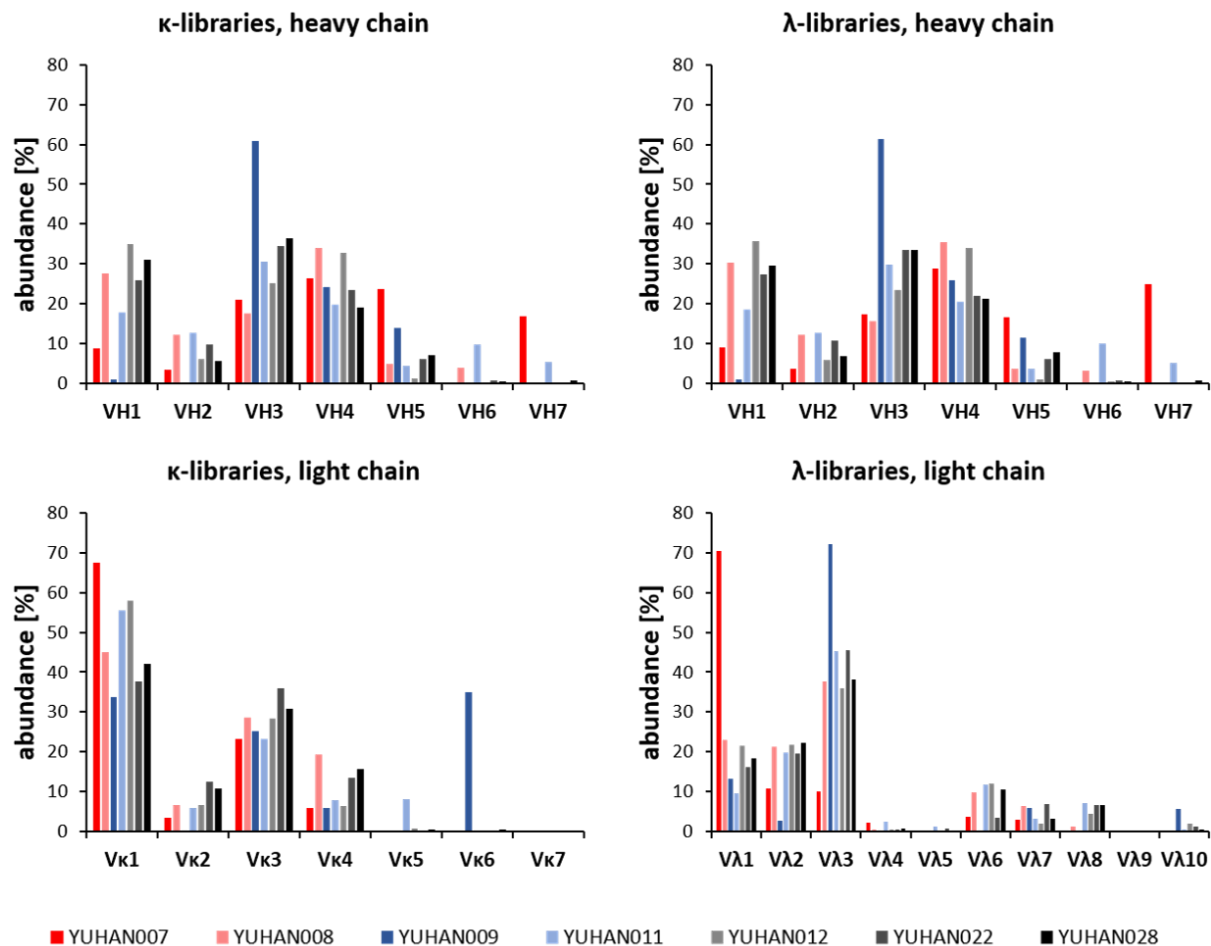 κ-libraries, heavy chain
80
70
60
50
40
30
20
10
0
abundance [%]
VH1 VH2 VH3 VH4 VH5 VH6 VH7
λ-libraries, heavy chain
80
70
60
50
40
30
20
10
0
abundance [%]
VH1 VH2 VH3 VH4 VH5 VH6 VH7
κ-libraries, light chain
80
70
60
50
40
30
20
10
0
abundance [%]
Vκ1 Vκ2 Vκ3 Vκ4 Vκ5 Vκ6 Vκ7
λ-libraries, light chain
80
70
60
50
40
30
20
10
0
abundance [%]
Vλ1 Vλ2 Vλ3 Vλ4 Vλ5 Vλ6 Vλ7 Vλ8 Vλ9 Vλ10
YUHAN007 YUHAN008 YUHAN009 YUHAN011 YUHAN012 YUHAN022 YUHAN028